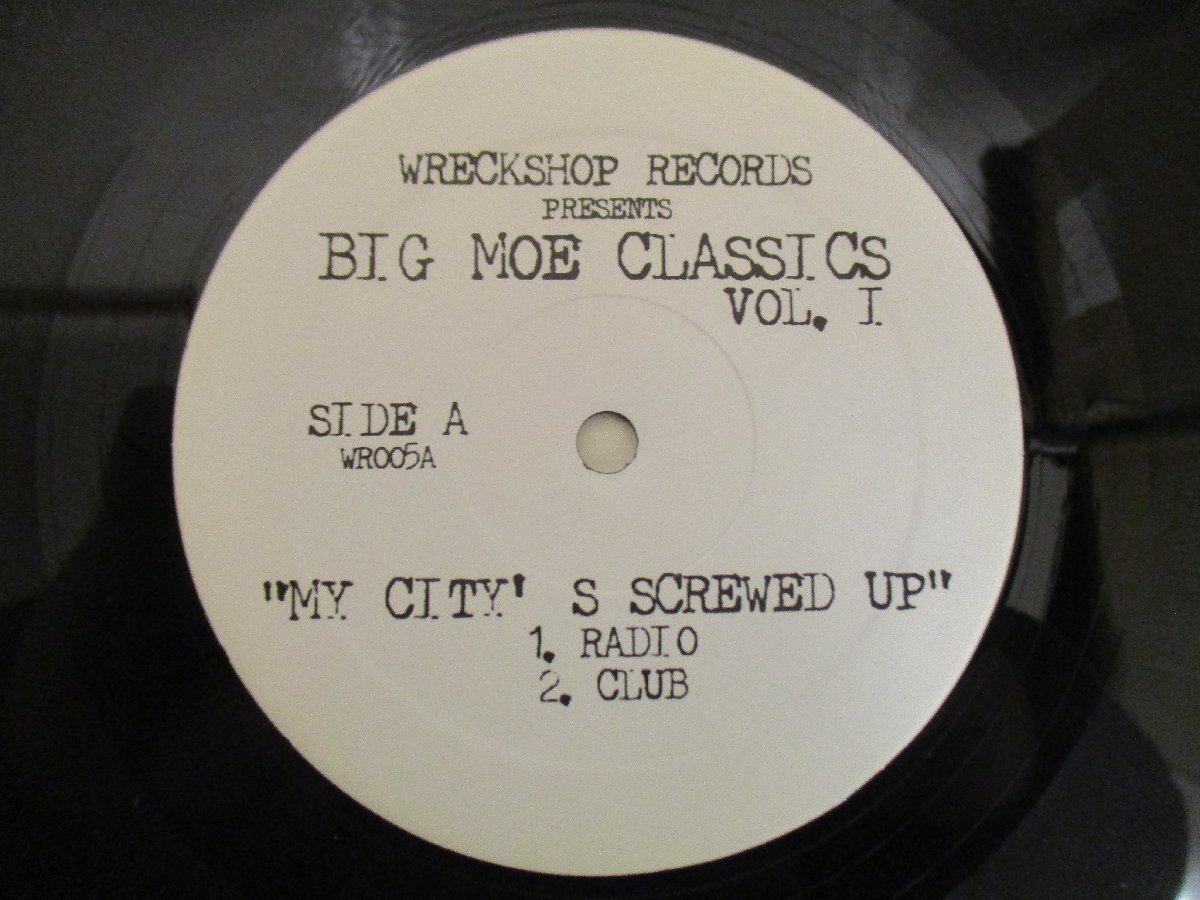 WRECKSHOP RECORDS
PRESENTS
BIG MOE CLASSICS
VOL. I
SIDE A
WR005A
"MY CITY' S SCREWED UP"
1. RADIO
2. CLUB